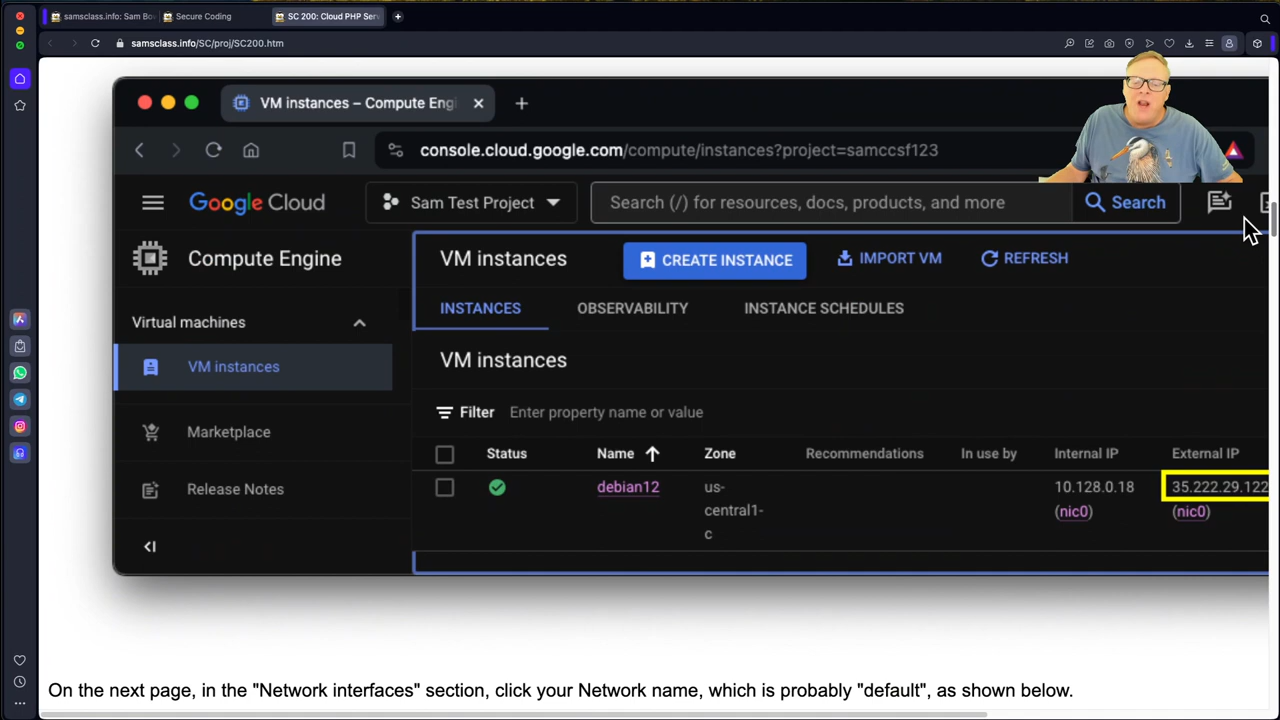 samsclass.info: Sam Bo
Secure Coding
SC 200: Cloud PHP Ser
samsclass.info/SC/proj/SC200.htm
VM instances – Compute Engi
console.cloud.google.com/compute/instances?project=samccsf123
Google Cloud
Sam Test Project
Search (/) for resources, docs, products, and more
Search
Compute Engine
VM instances
CREATE INSTANCE
IMPORT VM
REFRESH
INSTANCES
OBSERVABILITY
INSTANCE SCHEDULES
Virtual machines
VM instances
VM instances
Marketplace
Filter
Enter property name or value
Status
Name
Zone
Recommendations
In use by
Internal IP
External IP
Release Notes
debian12
us-
central1-
c
10.128.0.18
(nic0)
35.222.29.122
(nic0)
On the next page, in the "Network interfaces" section, click your Network name, which is probably "default", as shown below.